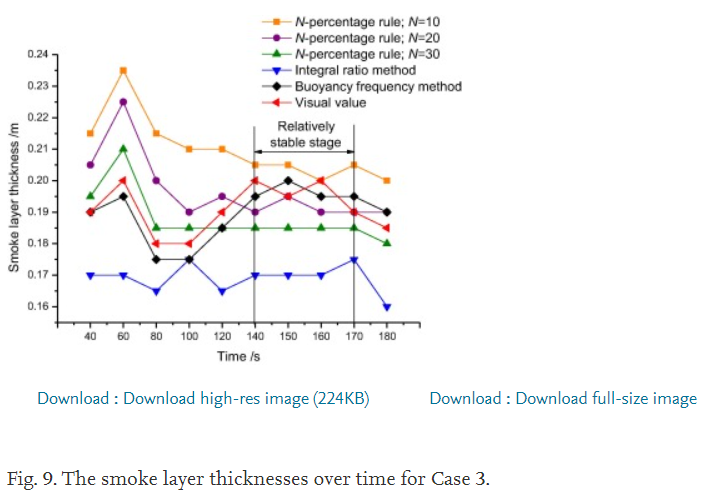 N-percentage rule; N=10
N-percentage rule; N=20
N-percentage rule; N=30
Integral ratio method
Buoyancy frequency method
Visual value
Relatively
stable stage
0.24
0.23
0.22
0.21
0.20
0.19
0.18
0.17
0.16
Smoke layer thickness /m
40 60 80 100 120 140 150 160 170 180
Time /s
Download : Download high-res image (224KB) Download : Download full-size image
Fig. 9. The smoke layer thicknesses over time for Case 3.